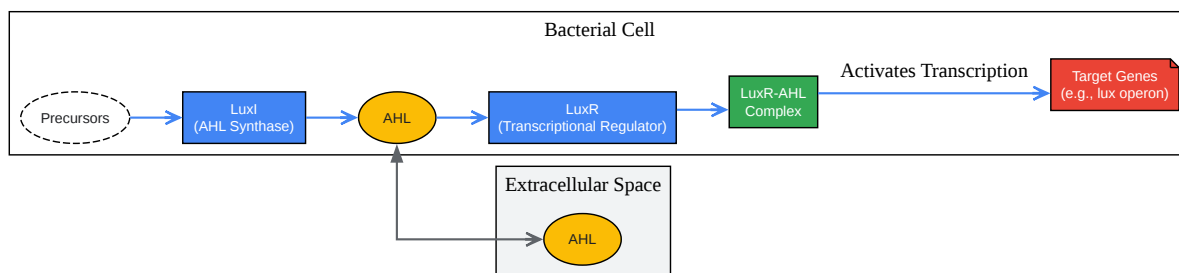 Bacterial Cell
Precursors
LuxI
(AHL Synthase)
AHL
LuxR
(Transcriptional Regulator)
LuxR-AHL
Complex
Activates Transcription
Target Genes
(e.g., lux operon)
Extracellular Space
AHL